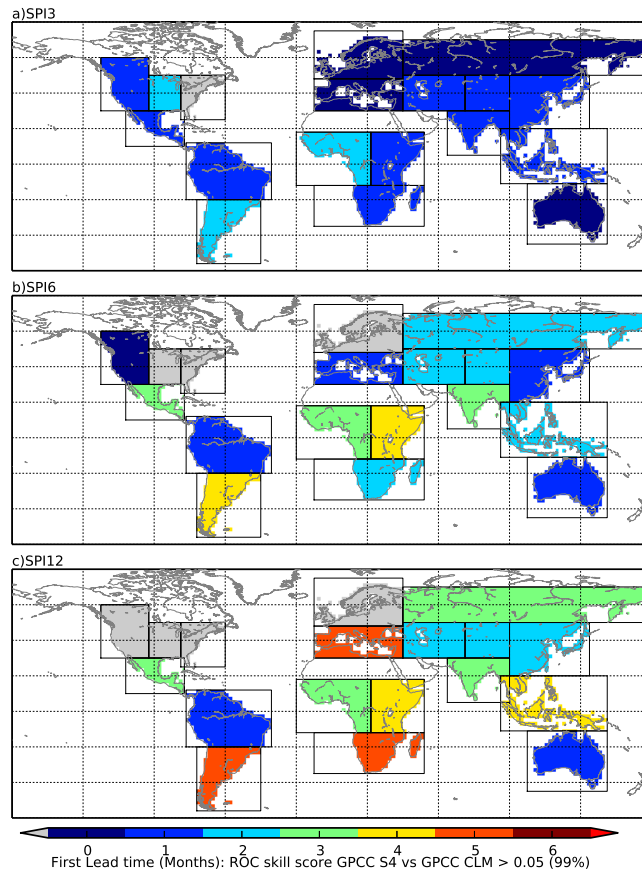 a)SPI3
b)SPI6
c)SPI12
0 1 2 3 4 5 6
First Lead time (Months): ROC skill score GPCC S4 vs GPCC CLM > 0.05 (99%)